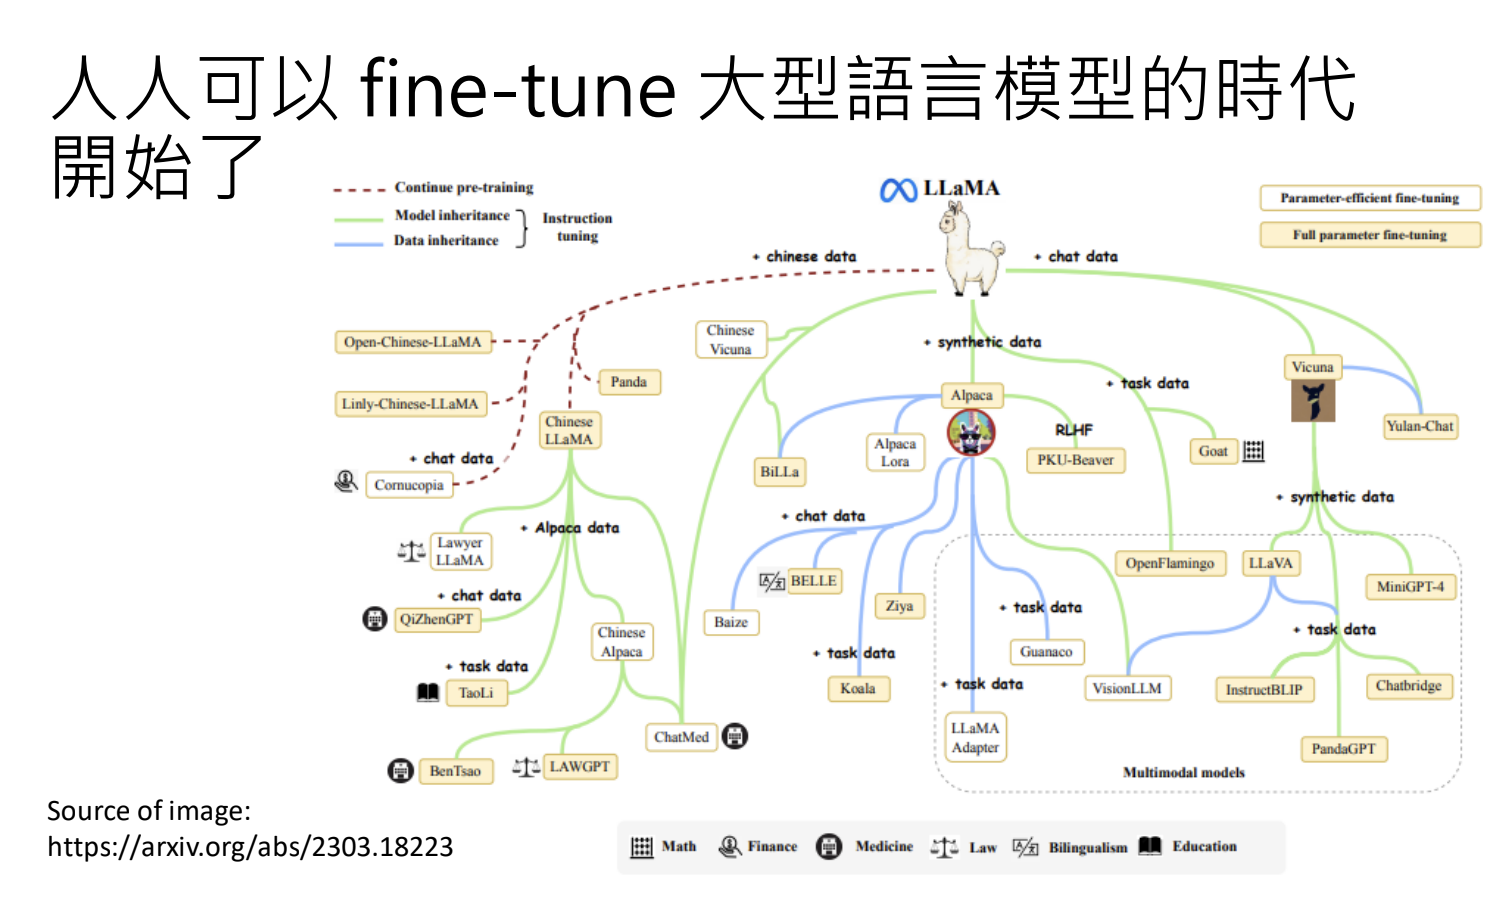 人人可以 fine-tune 大型語言模型的時代
開始了
Continue pre-training
Model inheritance
Data inheritance
Instruction
tuning
LLaMA
Parameter-efficient fine-tuning
Full parameter fine-tuning
+ chinese data
+ chat data
Open-Chinese-LLaMA
Linly-Chinese-LLaMA
Panda
Chinese
LLaMA
+ chat data
Cornucopia
Chinese
Vicuna
+ synthetic data
Alpaca
+ task data
Vicuna
Yulan-Chat
BiLLa
Alpaca
Lora
RLHF
PKU-Beaver
Goat
+ synthetic data
+ Alpaca data
Lawyer
LLaMA
+ chat data
QiZhenGPT
+ task data
TaoLi
Chinese
Alpaca
ChatMed
BenTsao
LAWGPT
+ chat data
BELLE
Ziya
Baize
+ task data
Koala
OpenFlamingo
LLaVA
MiniGPT-4
+ task data
Guanaco
+ task data
+ task data
LLaMA
Adapter
VisionLLM
InstructBLIP
Chatbridge
PandaGPT
Multimodal models
Source of image:
https://arxiv.org/abs/2303.18223
Math
Finance
Medicine
Law
Bilingualism
Education